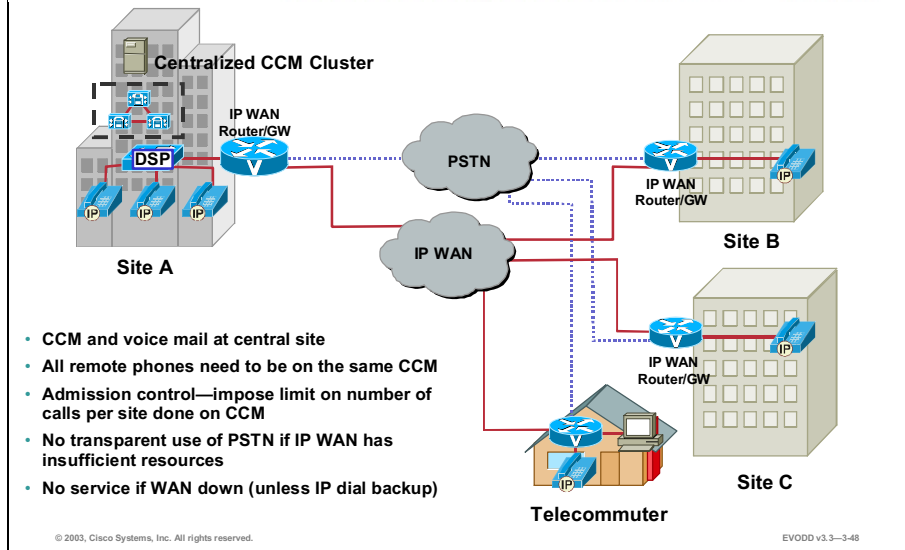 Centralized CCM Cluster
IP WAN
Router/GW
DSP
V
IP
IP
IP
Site A
PSTN
IP WAN
V
IP
IP WAN
Router/GW
Site B
V
IP
IP WAN
Router/GW
Site C
V
IP
Telecommuter
• CCM and voice mail at central site
• All remote phones need to be on the same CCM
• Admission control—impose limit on number of
calls per site done on CCM
• No transparent use of PSTN if IP WAN has
insufficient resources
• No service if WAN down (unless IP dial backup)
© 2003, Cisco Systems, Inc. All rights reserved.
EVODD v3.3—3-48